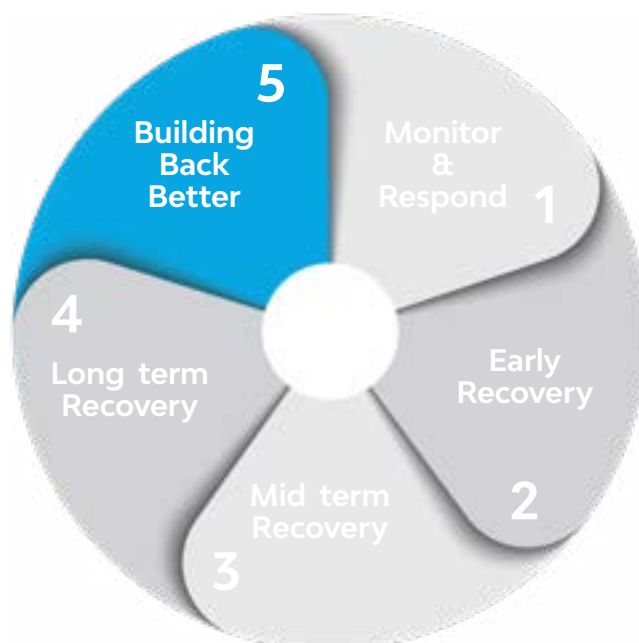 5
Building
Back
Better
Monitor
&
Respond
1
Early
Recovery
2
Mid term
Recovery
3
4
Long term
Recovery